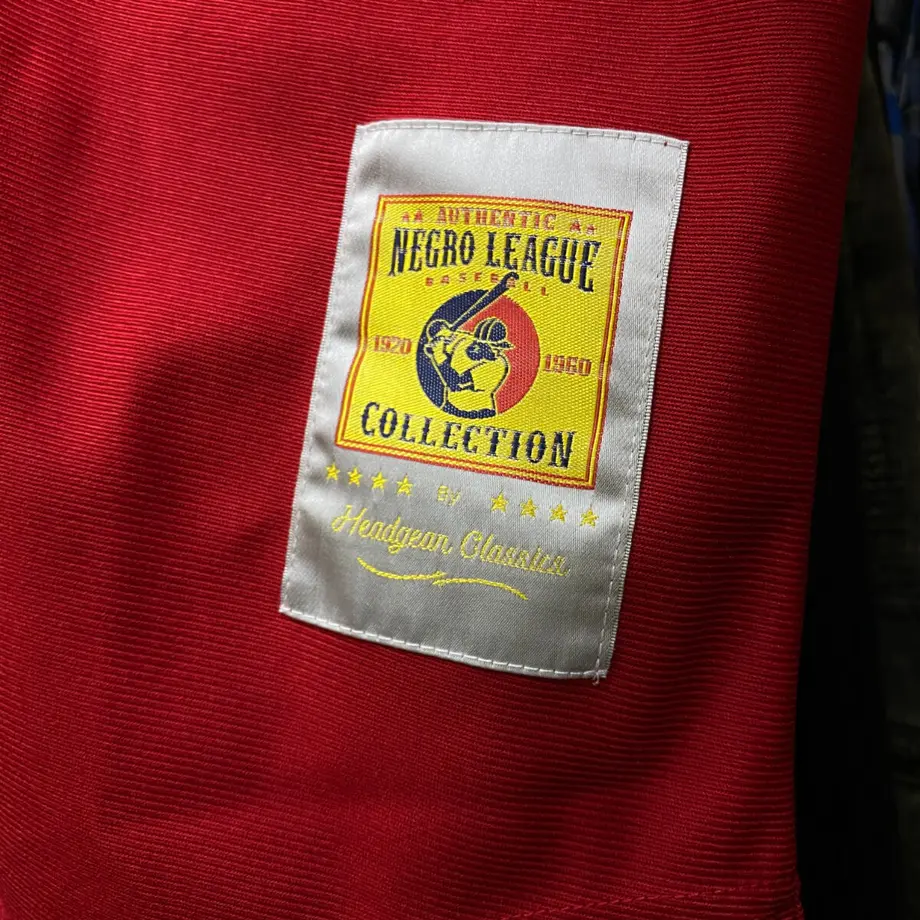 AUTHENTIC
NEGRO LEAGUE
BASEBALL
1920 1960
COLLECTION
BY
Headgear Classics